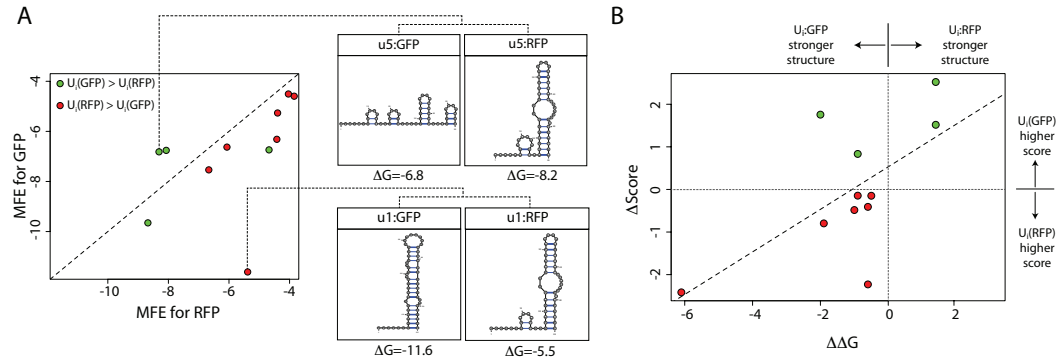 A
U_i(GFP) > U_i(RFP)
U_i(RFP) > U_i(GFP)
MFE for GFP
-4
-6
-8
-10
-10
-8
-6
-4
MFE for RFP
u5:GFP
u5:RFP
ΔG=-6.8
ΔG=-8.2
u1:GFP
u1:RFP
ΔG=-11.6
ΔG=-5.5
B
U_i:GFP
stronger
structure
U_i:RFP
stronger
structure
ΔScore
2
1
0
-1
-2
-6
-4
-2
0
2
ΔΔG
U_i(GFP)
higher
score
U_i(RFP)
higher
score